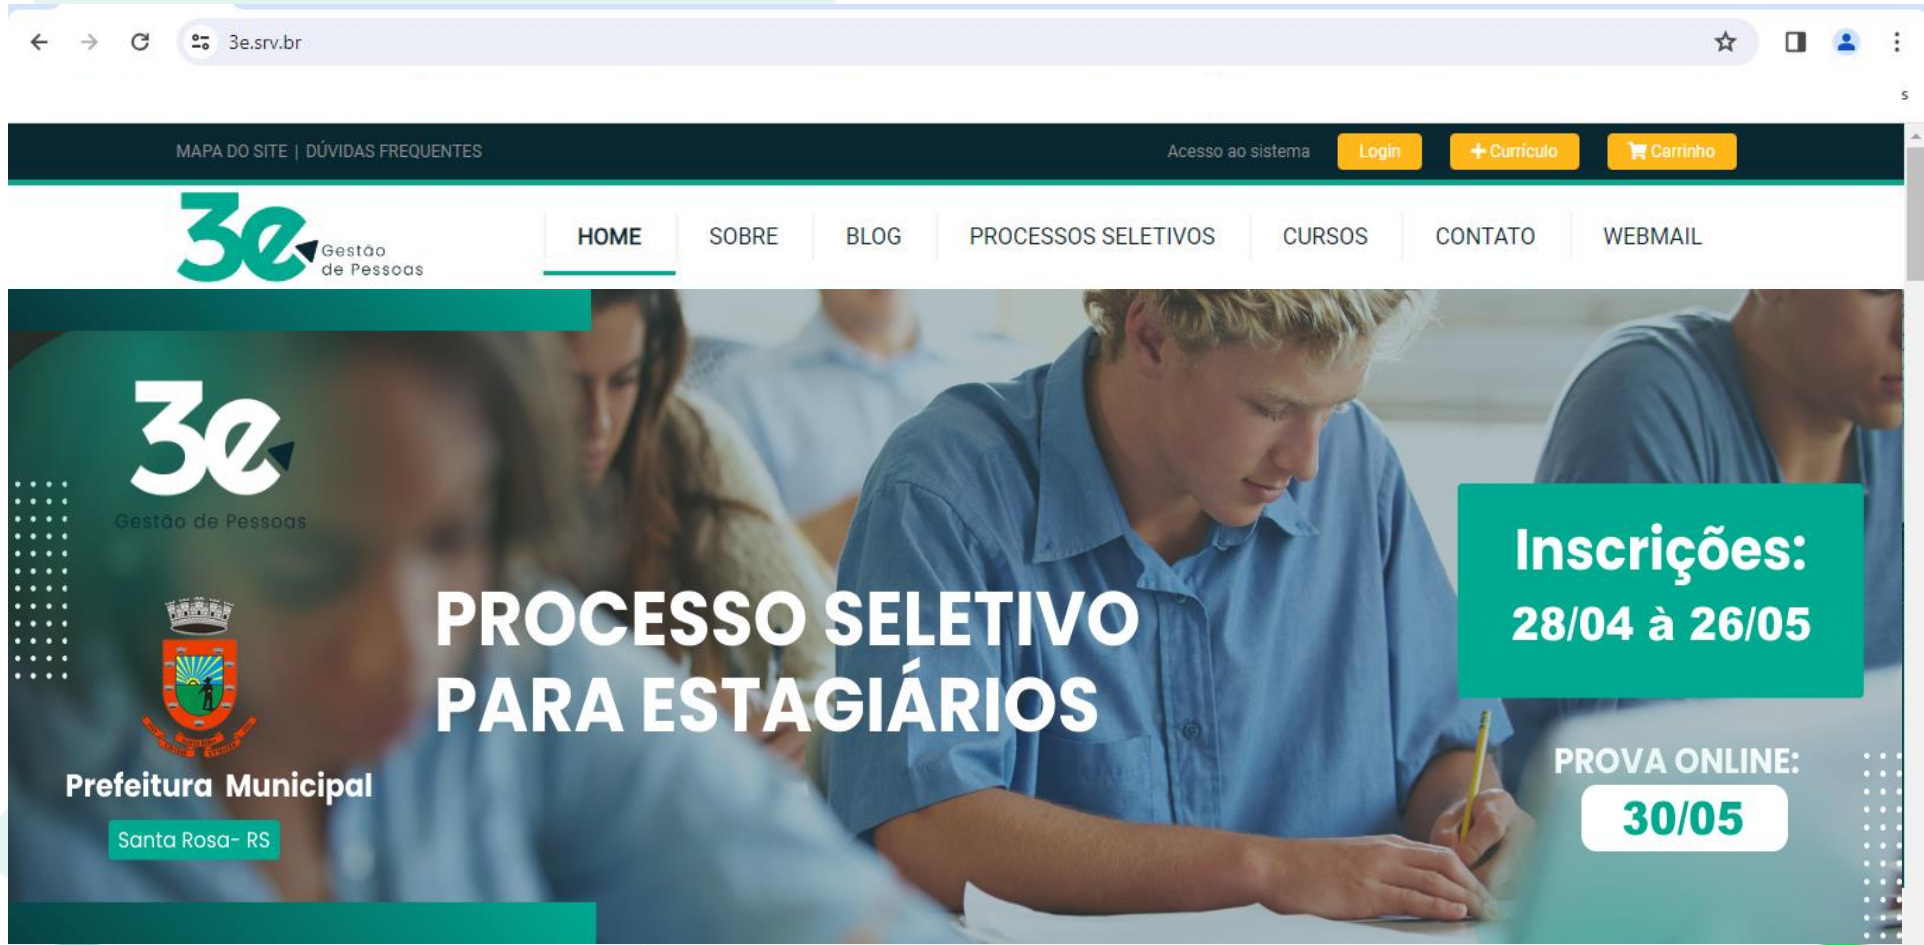 3e.srv.br
s
MAPA DO SITE | DÚVIDAS FREQUENTES
Acesso ao sistema
Login
+ Currículo
Carrinho
3e Gestão
de Pessoas
HOME
SOBRE
BLOG
PROCESSOS SELETIVOS
CURSOS
CONTATO
WEBMAIL
3e
Gestão de Pessoas
PROCESSO SELETIVO
PARA ESTAGIÁRIOS
Inscrições:
28/04 à 26/05
PROVA ONLINE:
30/05
Prefeitura Municipal
Santa Rosa- RS